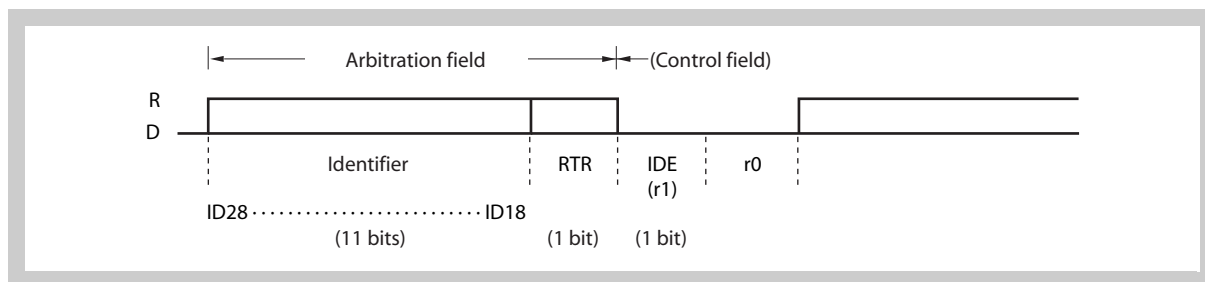 Arbitration field (Control field)
R
D
Identifier RTR IDE r0
(r1)
ID28 ························· ID18
(11 bits) (1 bit) (1 bit)